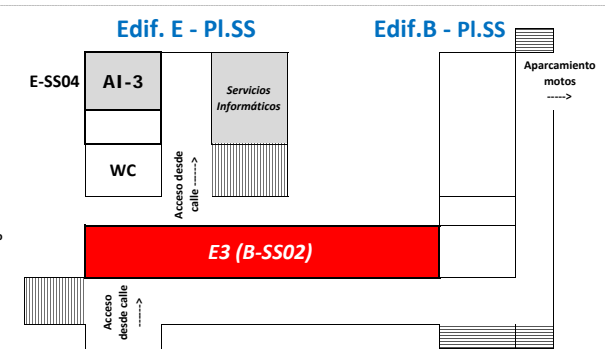 Edif. E - Pl.SS
Edif.B - Pl.SS
E-SS04
AI-3
Servicios
Informáticos
Aparcamiento
motos
----->
WC
Acceso desde
calle ------>
E3 (B-SS02)
Acceso
desde calle
------>